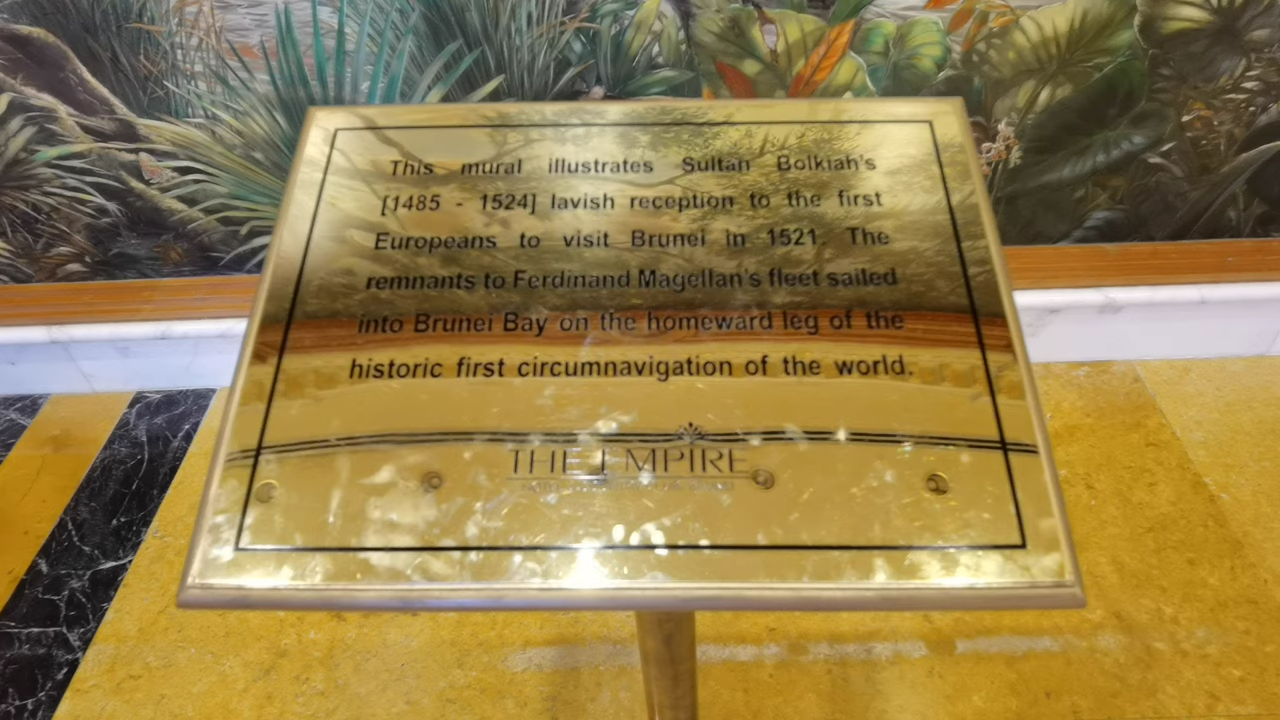 This mural illustrates Sultan Bolkiah's
[1485 - 1524] lavish reception to the first
Europeans to visit Brunei in 1521. The
remnants to Ferdinand Magellan's fleet sailed
into Brunei Bay on the homeward leg of the
historic first circumnavigation of the world.
THE EMPIRE